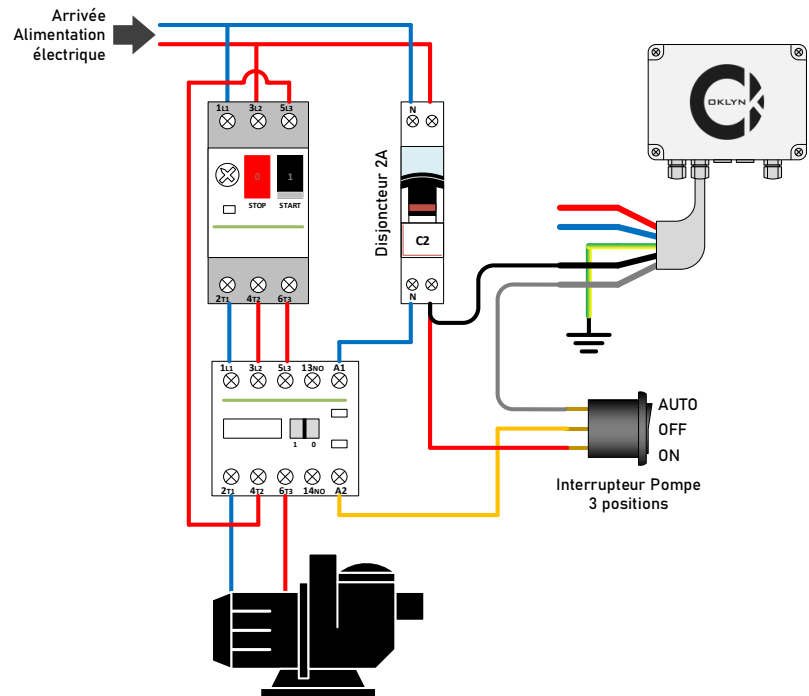 Arrivée
Alimentation
électrique
1L1 3L2 5L3
0 1
STOP START
2T1 4T2 6T3
Disjoncteur 2A
N
C2
N
OKLYN
1L1 3L2 5L3 13NO A1
1 0
2T1 4T2 6T3 14NO A2
AUTO
OFF
ON
Interrupteur Pompe
3 positions